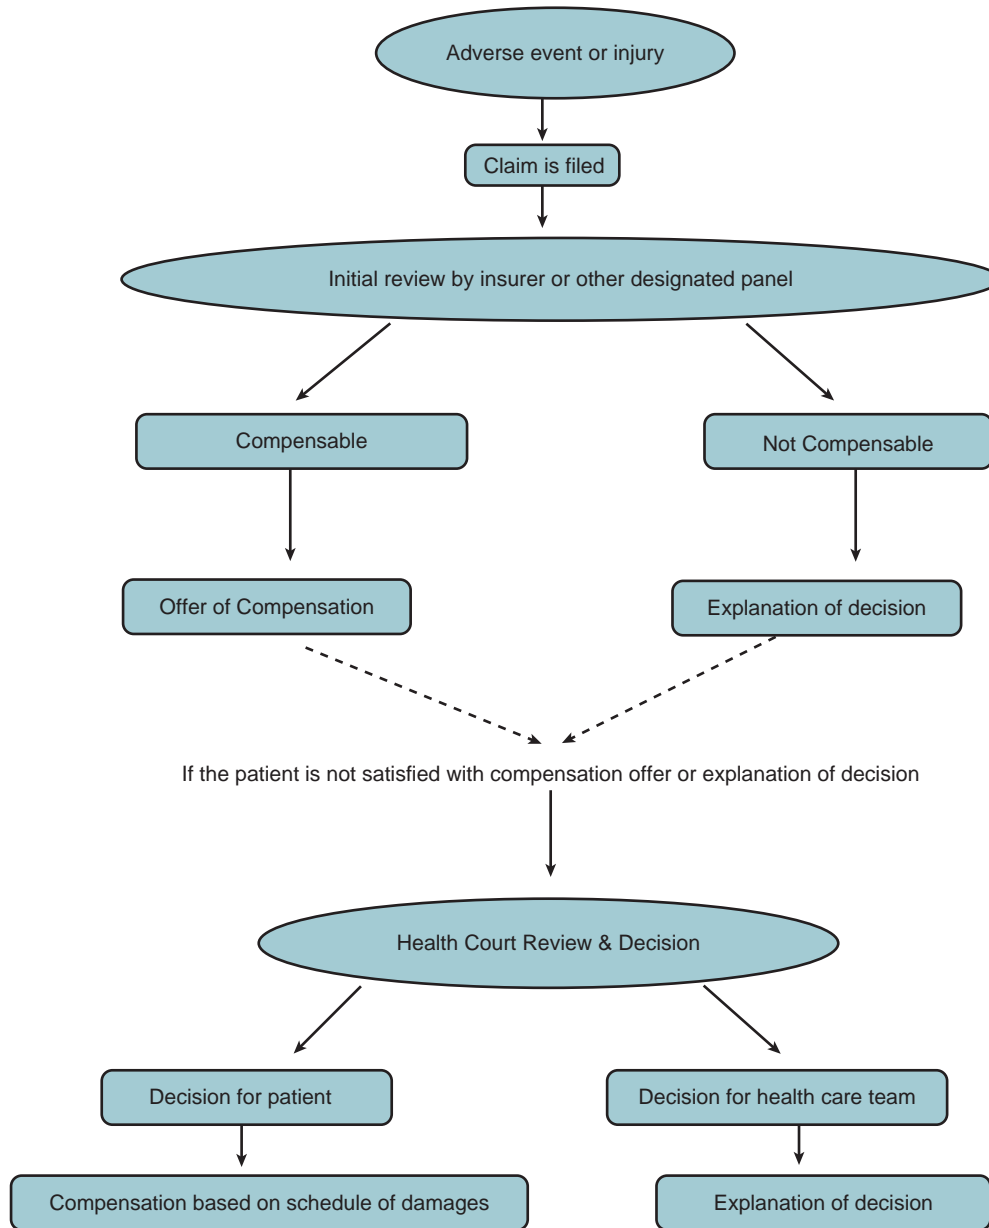 Adverse event or injury
Claim is filed
Initial review by insurer or other designated panel
Compensable
Not Compensable
Offer of Compensation
Explanation of decision
If the patient is not satisfied with compensation offer or explanation of decision
Health Court Review & Decision
Decision for patient
Decision for health care team
Compensation based on schedule of damages
Explanation of decision